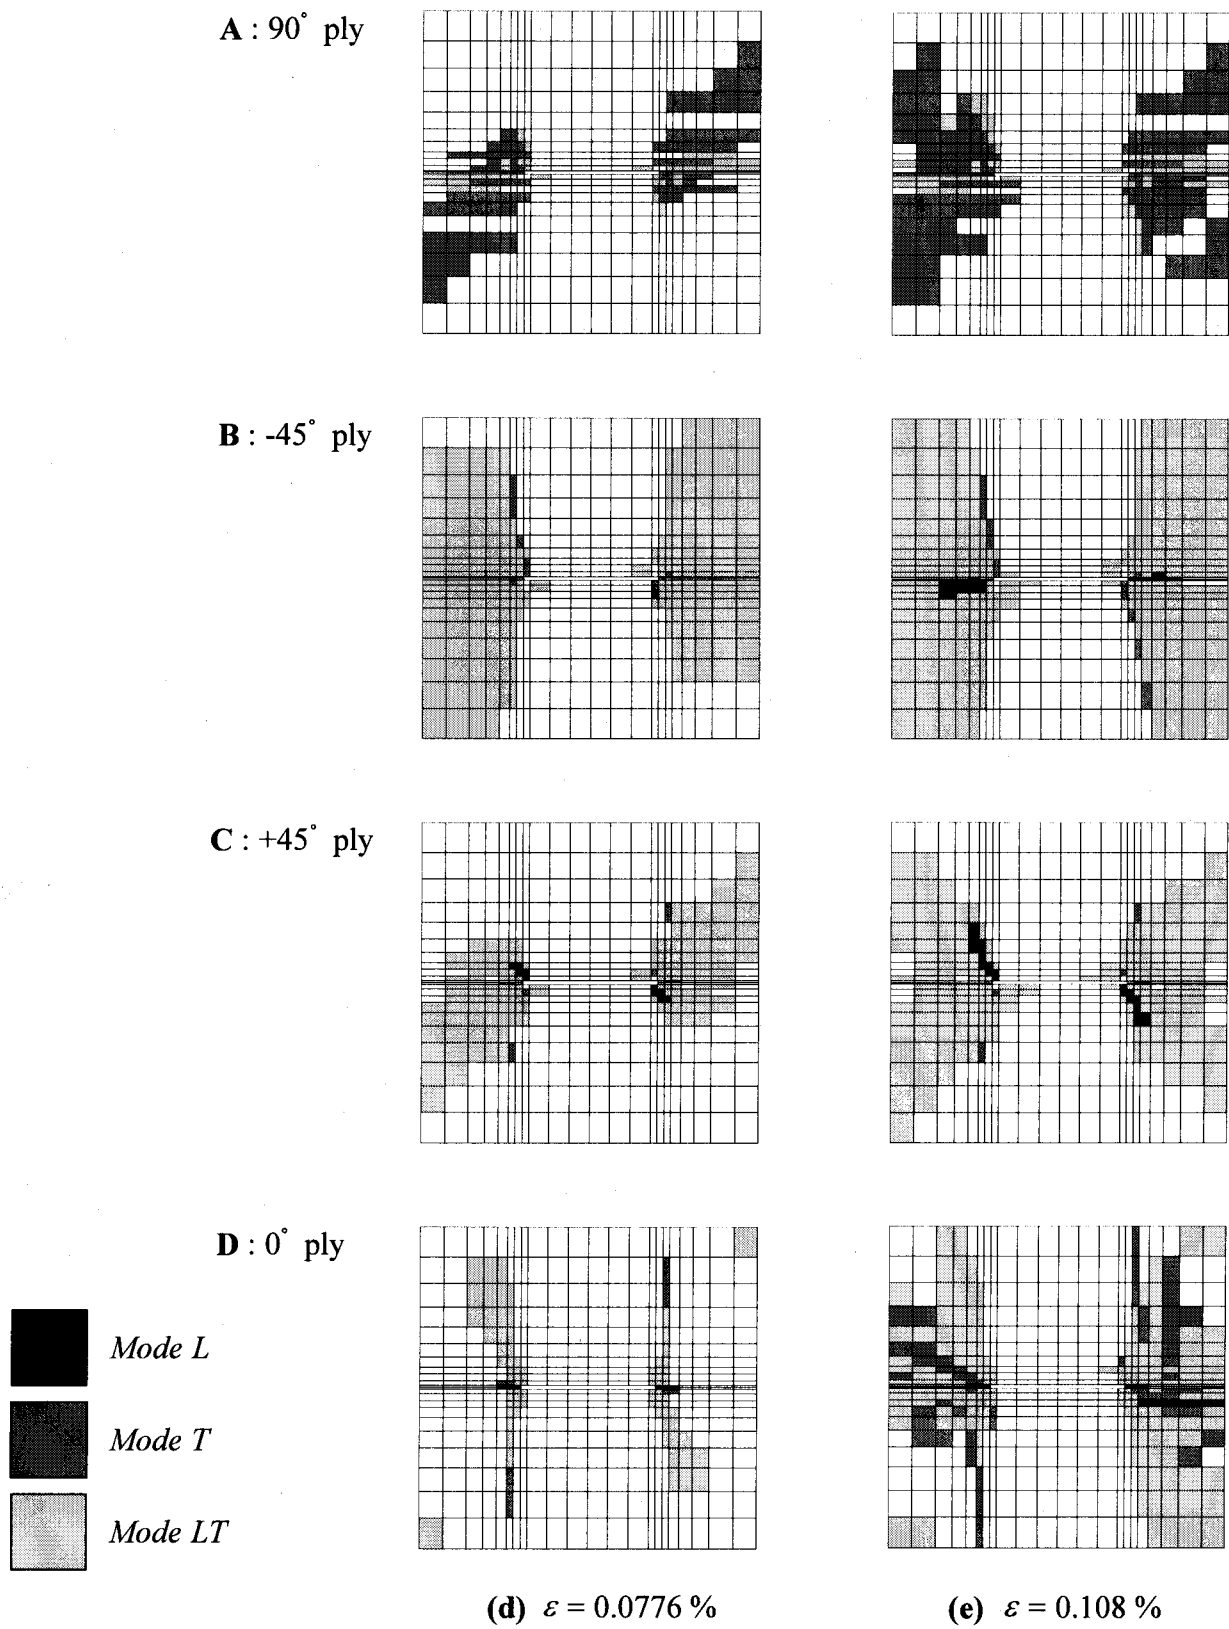 A : 90° ply
B : -45° ply
C : +45° ply
D : 0° ply
Mode L
Mode T
Mode LT
(d) ε = 0.0776 %
(e) ε = 0.108 %